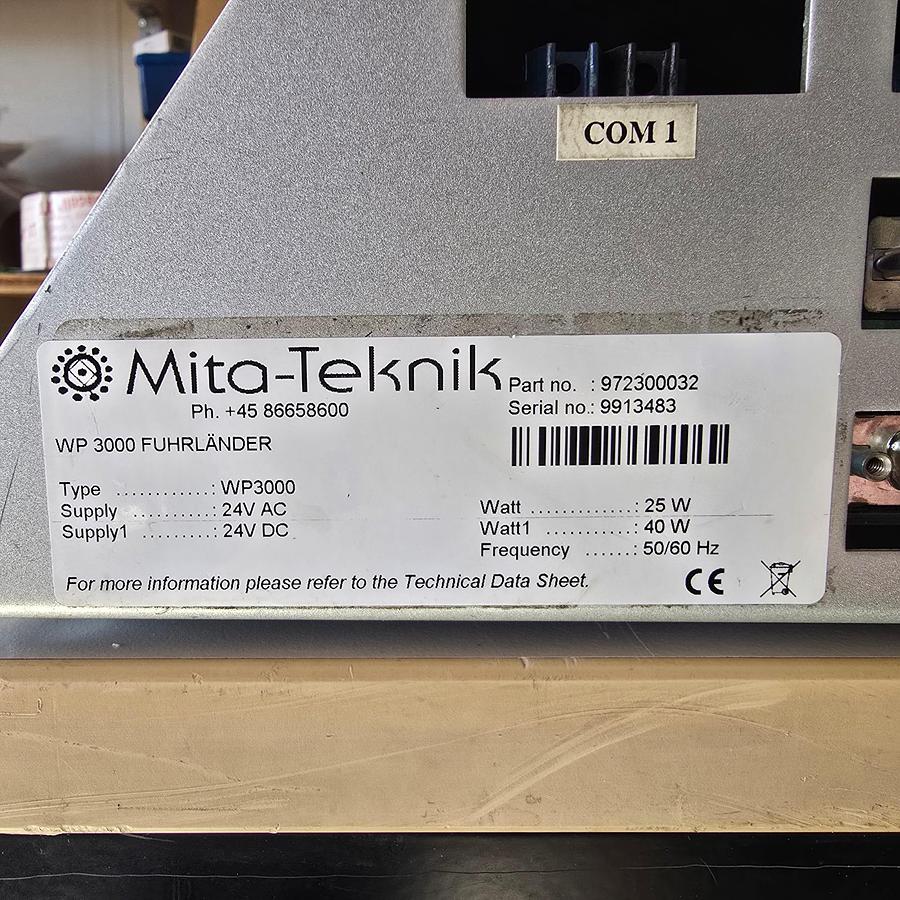 COM 1
Mita-Teknik
Ph. +45 86658600
Part no. : 972300032
Serial no.: 9913483
WP 3000 FUHRLÄNDER
Type ............: WP3000
Supply ..........: 24V AC
Supply1 .........: 24V DC
Watt .............: 25 W
Watt1 ...........: 40 W
Frequency ......: 50/60 Hz
For more information please refer to the Technical Data Sheet.
CE